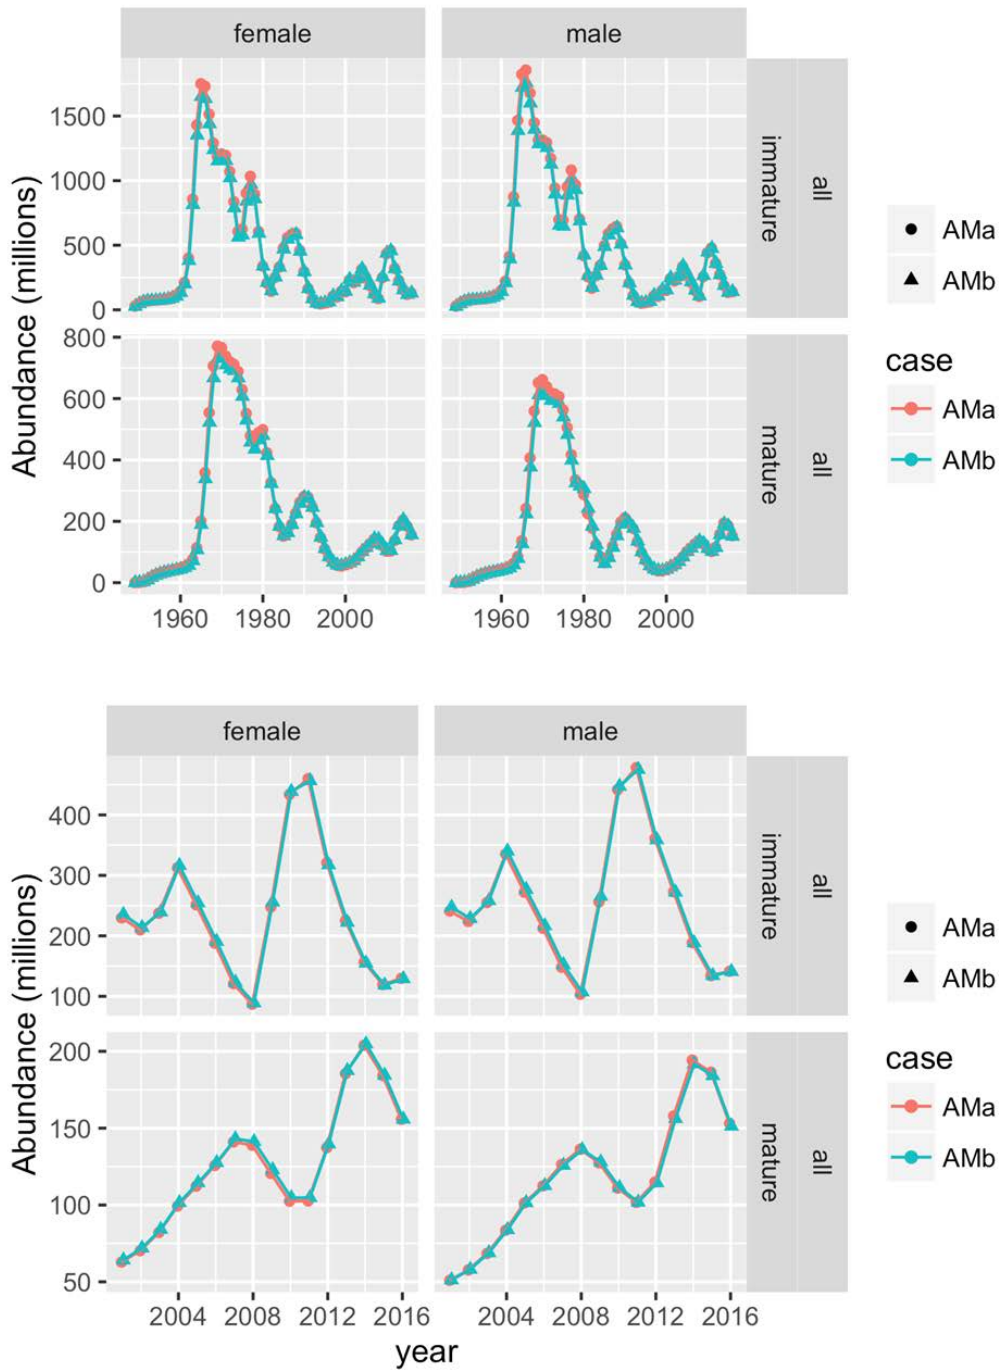 female male
1500
1000
500
0
immature all
Abundance (millions)
800
600
400
200
0
mature all
1960 1980 2000 1960 1980 2000
AMa
AMb
case
AMa
AMb
female male
400
300
200
100
immature all
Abundance (millions)
200
150
100
50
mature all
2004 2008 2012 2016 2004 2008 2012 2016
year
AMa
AMb
case
AMa
AMb